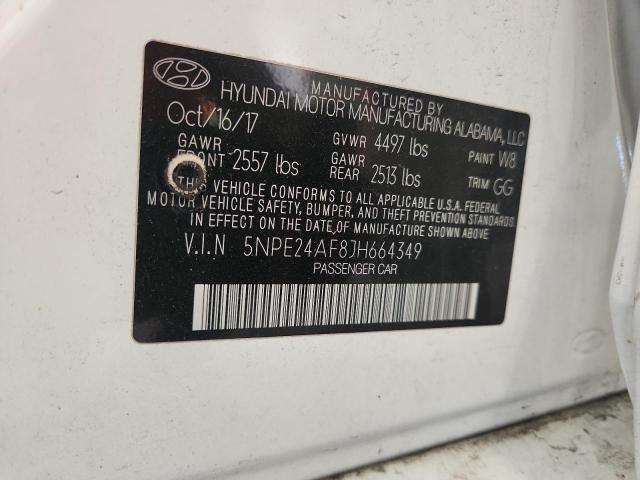 MANUFACTURED BY
HYUNDAI MOTOR MANUFACTURING ALABAMA, LLC
Oct/16/17
GAWR FRONT 2557 lbs
GVWR 4497 lbs
GAWR REAR 2513 lbs
PAINT W8
TRIM GG
THIS VEHICLE CONFORMS TO ALL APPLICABLE U.S.A. FEDERAL
MOTOR VEHICLE SAFETY, BUMPER, AND THEFT PREVENTION STANDARDS
IN EFFECT ON THE DATE OF MANUFACTURE SHOWN ABOVE.
V.I.N 5NPE24AF8JH664349
PASSENGER CAR